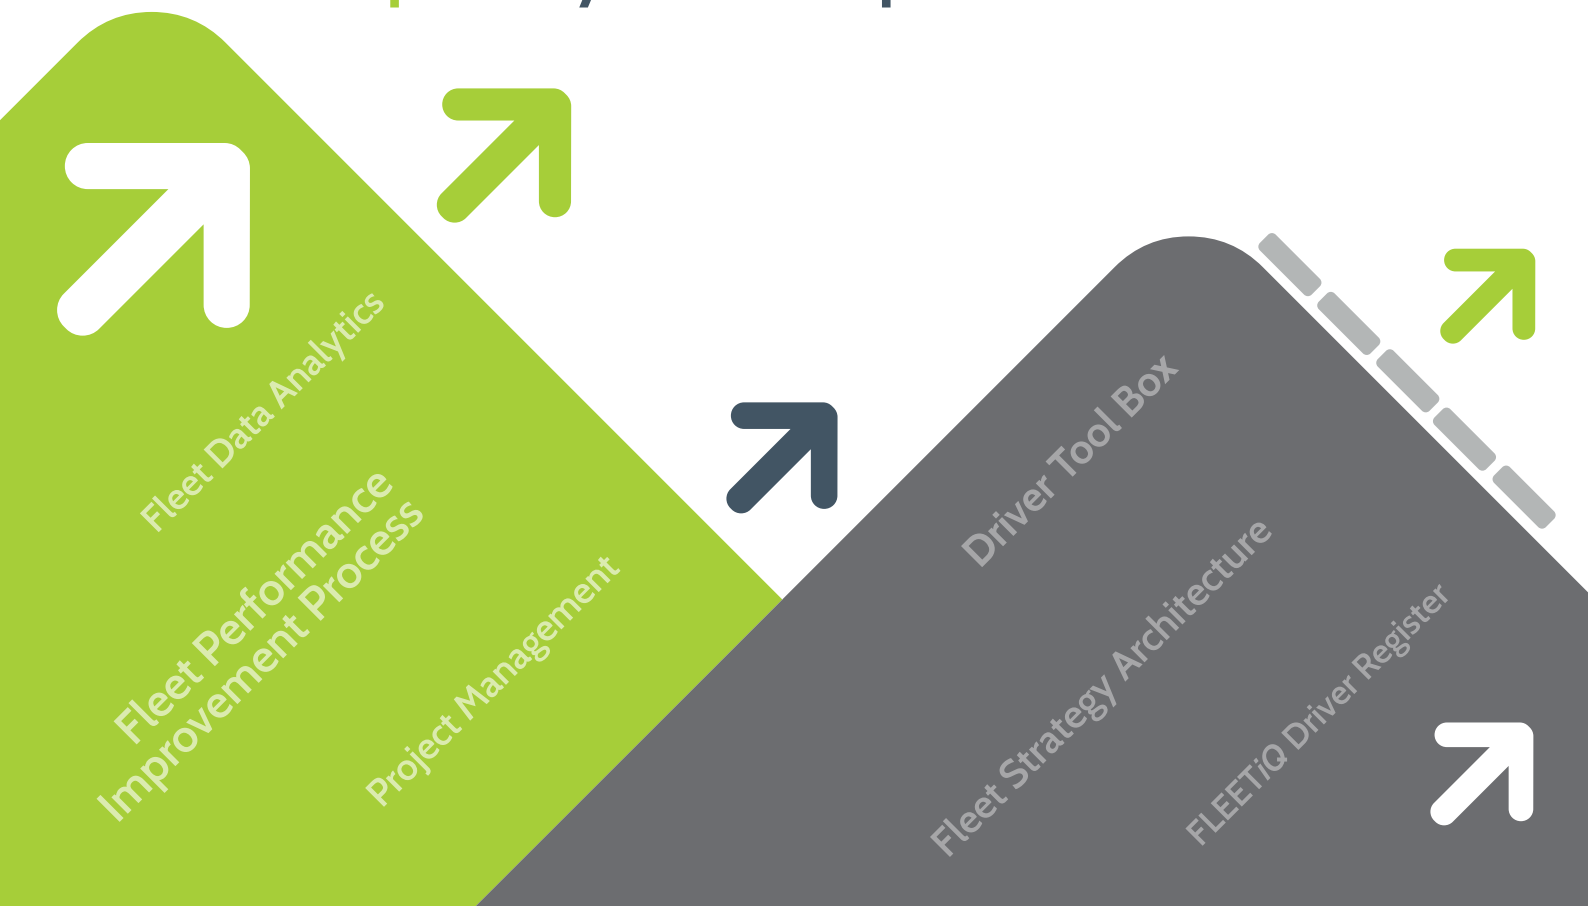 Fleet Data Analytics
Fleet Performance
Improvement Process
Project Management
Driver Tool Box
Fleet Strategy Architecture
FLEETiQ Driver Register